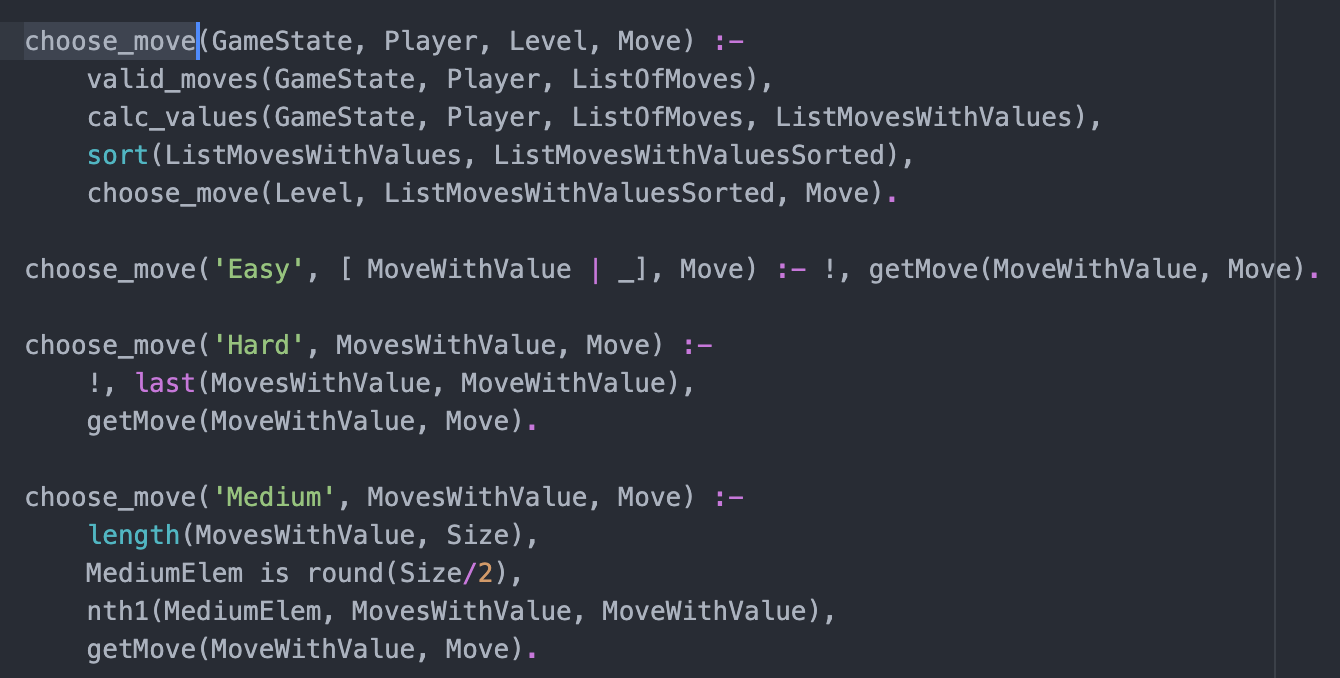 choose_move(GameState, Player, Level, Move) :-
    valid_moves(GameState, Player, ListOfMoves),
    calc_values(GameState, Player, ListOfMoves, ListMovesWithValues),
    sort(ListMovesWithValues, ListMovesWithValuesSorted),
    choose_move(Level, ListMovesWithValuesSorted, Move).

choose_move('Easy', [ MoveWithValue | _], Move) :- !, getMove(MoveWithValue, Move).

choose_move('Hard', MovesWithValue, Move) :-
    !, last(MovesWithValue, MoveWithValue),
    getMove(MoveWithValue, Move).

choose_move('Medium', MovesWithValue, Move) :-
    length(MovesWithValue, Size),
    MediumElem is round(Size/2),
    nth1(MediumElem, MovesWithValue, MoveWithValue),
    getMove(MoveWithValue, Move).